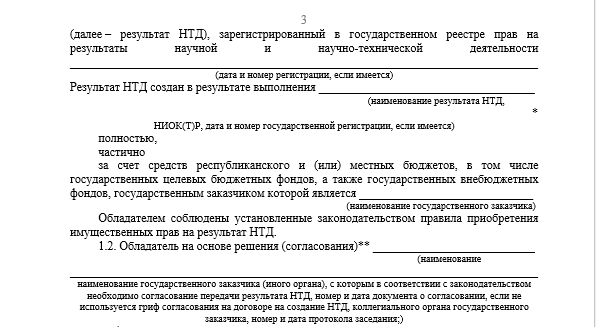 3
(далее – результат НТД), зарегистрированный в государственном реестре прав на
результаты научной и научно-технической деятельности
(дата и номер регистрации, если имеется)
Результат НТД создан в результате выполнения
(наименование результата НТД,
*
НИОК(Т)Р, дата и номер государственной регистрации, если имеется)
полностью,
частично
за счет средств республиканского и (или) местных бюджетов, в том числе
государственных целевых бюджетных фондов, а также государственных внебюджетных
фондов, государственным заказчиком которой является
(наименование государственного заказчика)
Обладателем соблюдены установленные законодательством правила приобретения
имущественных прав на результат НТД.
1.2. Обладатель на основе решения (согласования)**
(наименование
наименование государственного заказчика (иного органа), с которым в соответствии с законодательством
необходимо согласование передачи результата НТД, номер и дата документа о согласовании, если не
используется гриф согласования на договоре на создание НТД, коллегиального органа государственного
заказчика, номер и дата протокола заседания;)